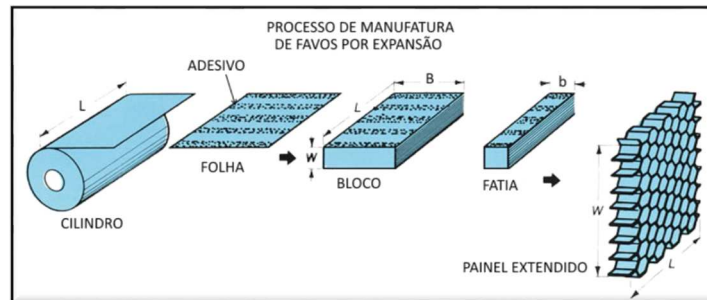 PROCESSO DE MANUFATURA
DE FAVOS POR EXPANSÃO
ADESIVO
L
B
b
L
W
FOLHA
BLOCO
FATIA
CILINDRO
W
L
PAINEL EXTENDIDO